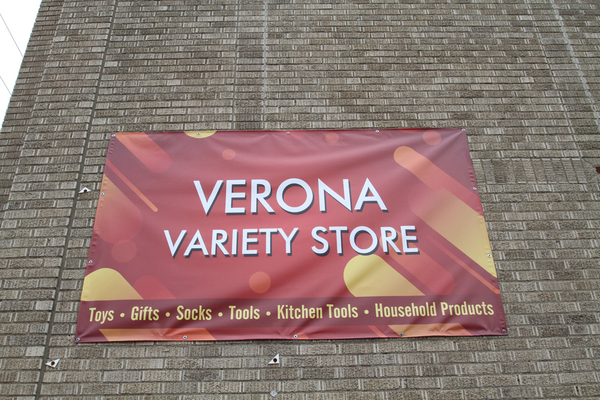 VERONA
VARIETY STORE
Toys • Gifts • Socks • Tools • Kitchen Tools • Household Products